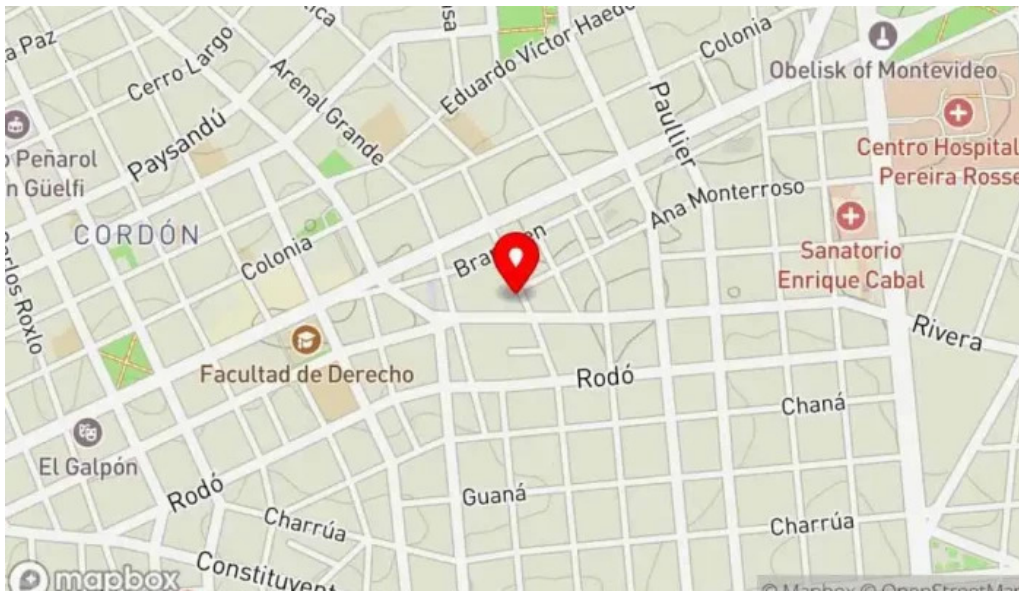 Cerro Largo
Arenal Grande
Eduardo Víctor Haedo
Colonia
Obelisk of Montevideo
Paysandú
Paullier
Centro Hospital
Pereira Rosse
Peñarol
n Güelfi
Ana Monterroso
CORDÓN
Colonia
Sanatorio
Enrique Cabal
Carlos Roxlo
Rivera
Facultad de Derecho
Rodó
Chaná
El Galpón
Rodó
Guaná
Charrúa
Charrúa
Constituyent
mapbox
© Mapbox © OpenStreetMap